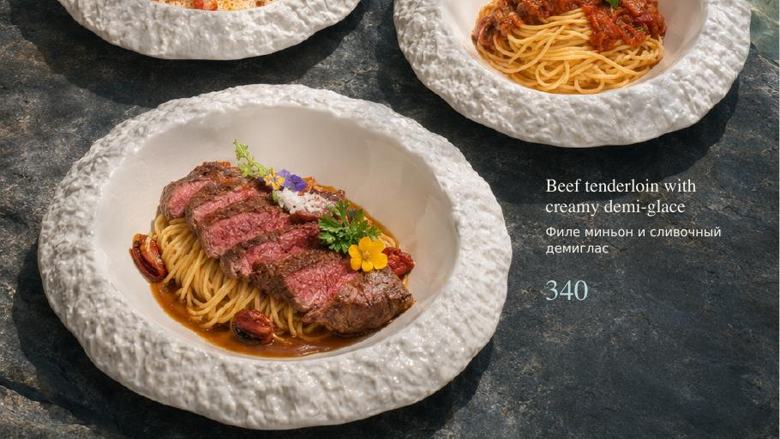 Beef tenderloin with
creamy demi-glace
Филе миньон и сливочный
демиглас
340